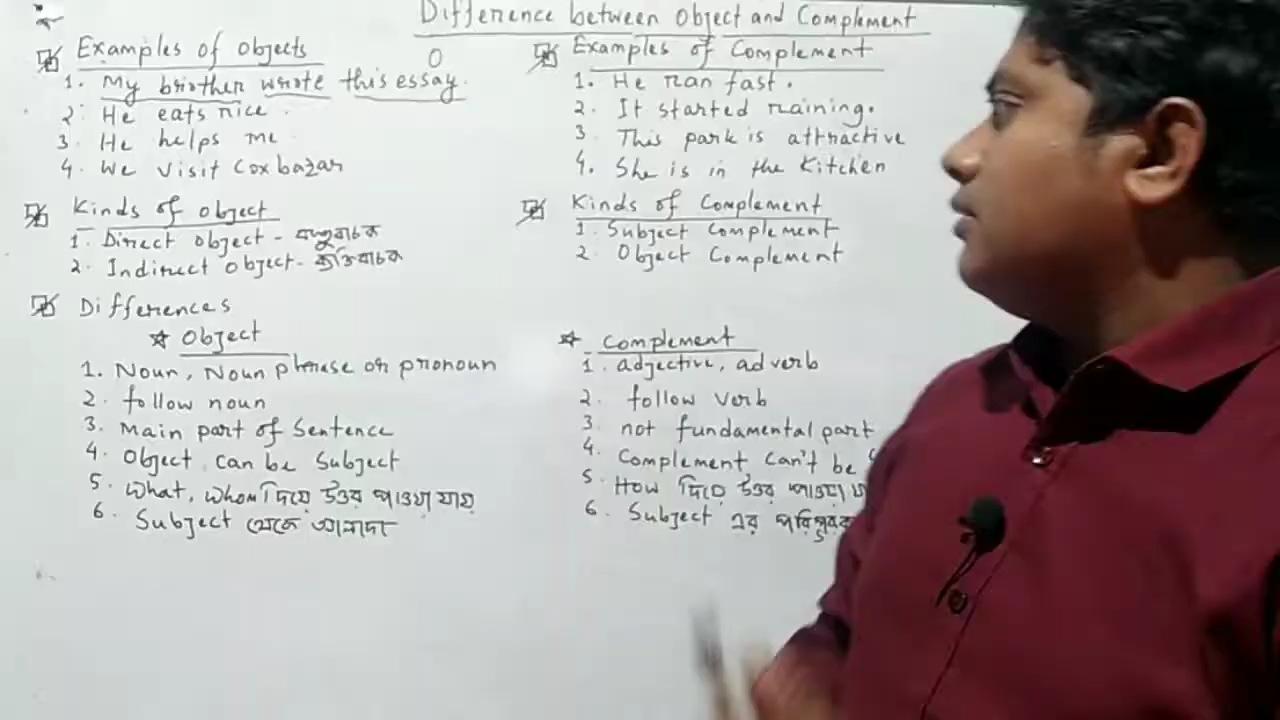 Difference between Object and Complement
Examples of Objects
O
1. My brother wrote this essay.
2. He eats rice.
3. He helps me
4. We visit Coxbazar
Kinds of object
1. Direct object - বস্তুবাচক
2. Indirect Object - ব্যক্তিবাচক
Differences
Object
1. Noun, Noun phrase or pronoun
2. follow noun
3. Main part of Sentence
4. Object can be Subject
5. What, Whom দিয়ে উত্তর পাওয়া যায়
6. Subject থেকে আলাদা
Examples of Complement
1. He ran fast.
2. It started raining.
3. This park is attractive
4. She is in the Kitchen
Kinds of Complement
1. Subject Complement
2. Object Complement
Complement
1. adjective, adverb
2. follow verb
3. not fundamental part
4. Complement can't be
5. How দিয়ে উত্তর পাওয়া
6. Subject এর